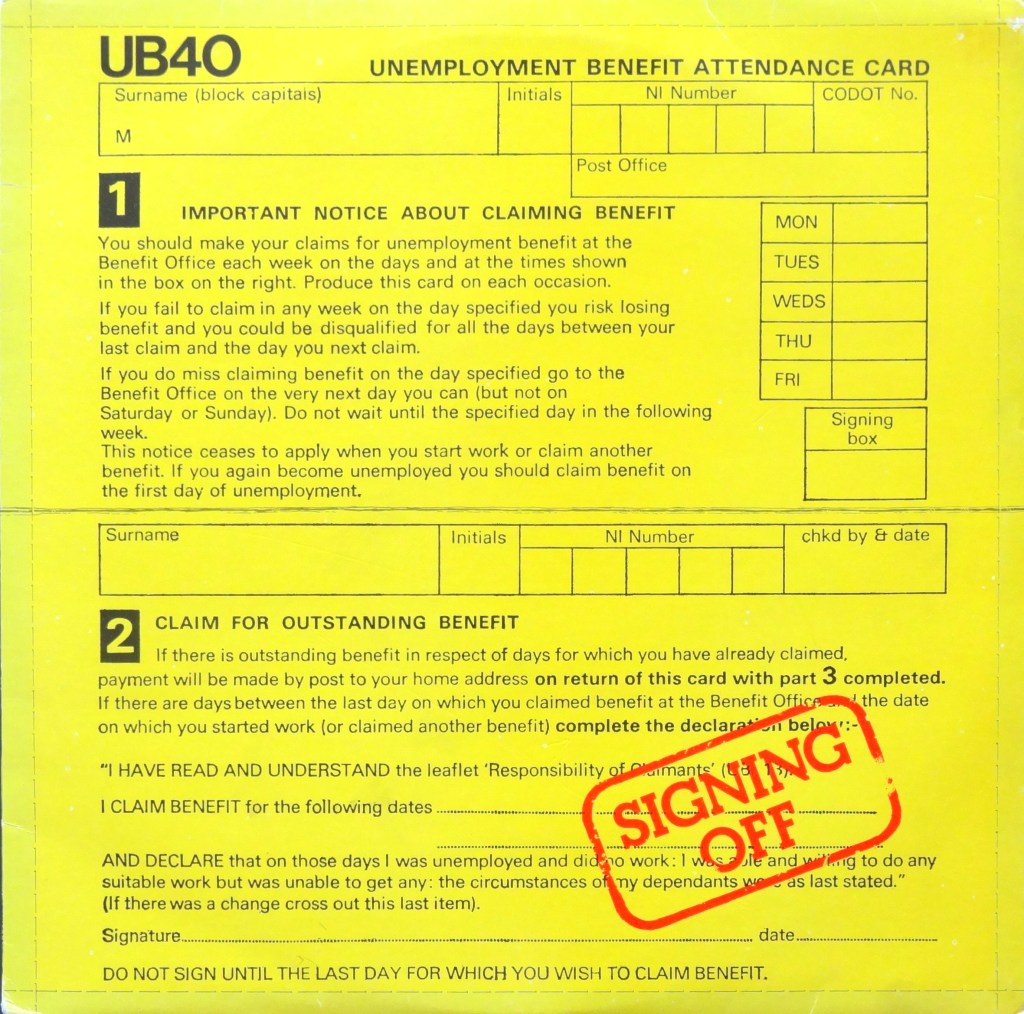 UB40
UNEMPLOYMENT BENEFIT ATTENDANCE CARD
Surname (block capitals)
Initials
NI Number
CODOT No.
M
Post Office
1
IMPORTANT NOTICE ABOUT CLAIMING BENEFIT
You should make your claims for unemployment benefit at the
Benefit Office each week on the days and at the times shown
in the box on the right. Produce this card on each occasion.
If you fail to claim in any week on the day specified you risk losing
benefit and you could be disqualified for all the days between your
last claim and the day you next claim.
If you do miss claiming benefit on the day specified go to the
Benefit Office on the very next day you can (but not on
Saturday or Sunday). Do not wait until the specified day in the following
week.
This notice ceases to apply when you start work or claim another
benefit. If you again become unemployed you should claim benefit on
the first day of unemployment.
MON
TUES
WEDS
THU
FRI
Signing
box
Surname
Initials
NI Number
chkd by & date
2
CLAIM FOR OUTSTANDING BENEFIT
If there is outstanding benefit in respect of days for which you have already claimed,
payment will be made by post to your home address on return of this card with part 3 completed.
If there are days between the last day on which you claimed benefit at the Benefit Office and the date
on which you started work (or claimed another benefit) complete the declaration below:-
"I HAVE READ AND UNDERSTAND the leaflet 'Responsibility of Claimants' (UBL 18).
I CLAIM BENEFIT for the following dates
AND DECLARE that on those days I was unemployed and did no work: I was able and willing to do any
suitable work but was unable to get any: the circumstances of my dependants were as last stated."
(If there was a change cross out this last item).
Signature date
DO NOT SIGN UNTIL THE LAST DAY FOR WHICH YOU WISH TO CLAIM BENEFIT.
SIGNING
OFF